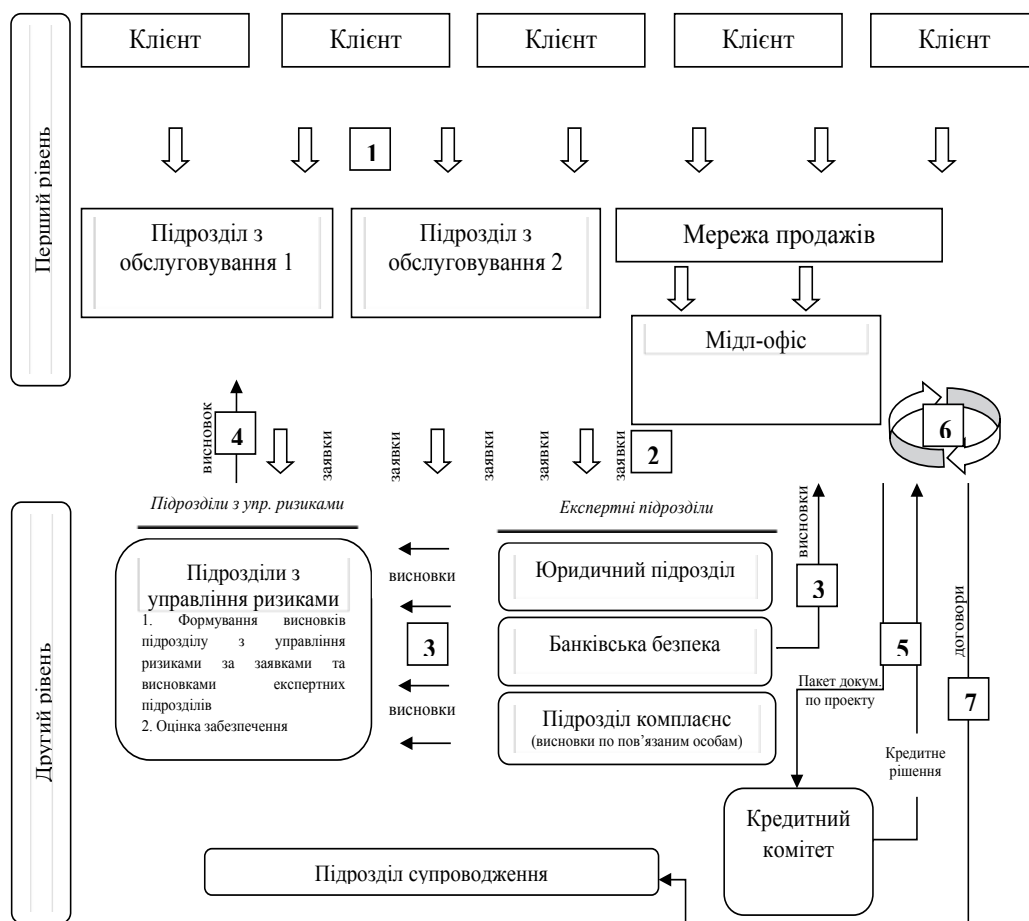 Клієнт
Клієнт
Клієнт
Клієнт
Клієнт
Перший рівень
1
Підрозділ з
обслуговування 1
Підрозділ з
обслуговування 2
Мережа продажів
Мідл-офіс
висновок
4
заявки
заявки
заявки
заявки
заявки
2
6
Другий рівень
Підрозділи з упр. ризиками
Експертні підрозділи
Підрозділи з
управління ризиками
1. Формування висновків
підрозділу з управління
ризиками за заявками та
висновками експертних
підрозділів
2. Оцінка забезпечення
висновки
3
висновки
Юридичний підрозділ
Банківська безпека
Підрозділ комплаєнс
(висновки по пов’язаним особам)
висновки
3
5
Пакет докум.
по проекту
Кредитне
рішення
договори
7
Кредитний
комітет
Підрозділ супроводження